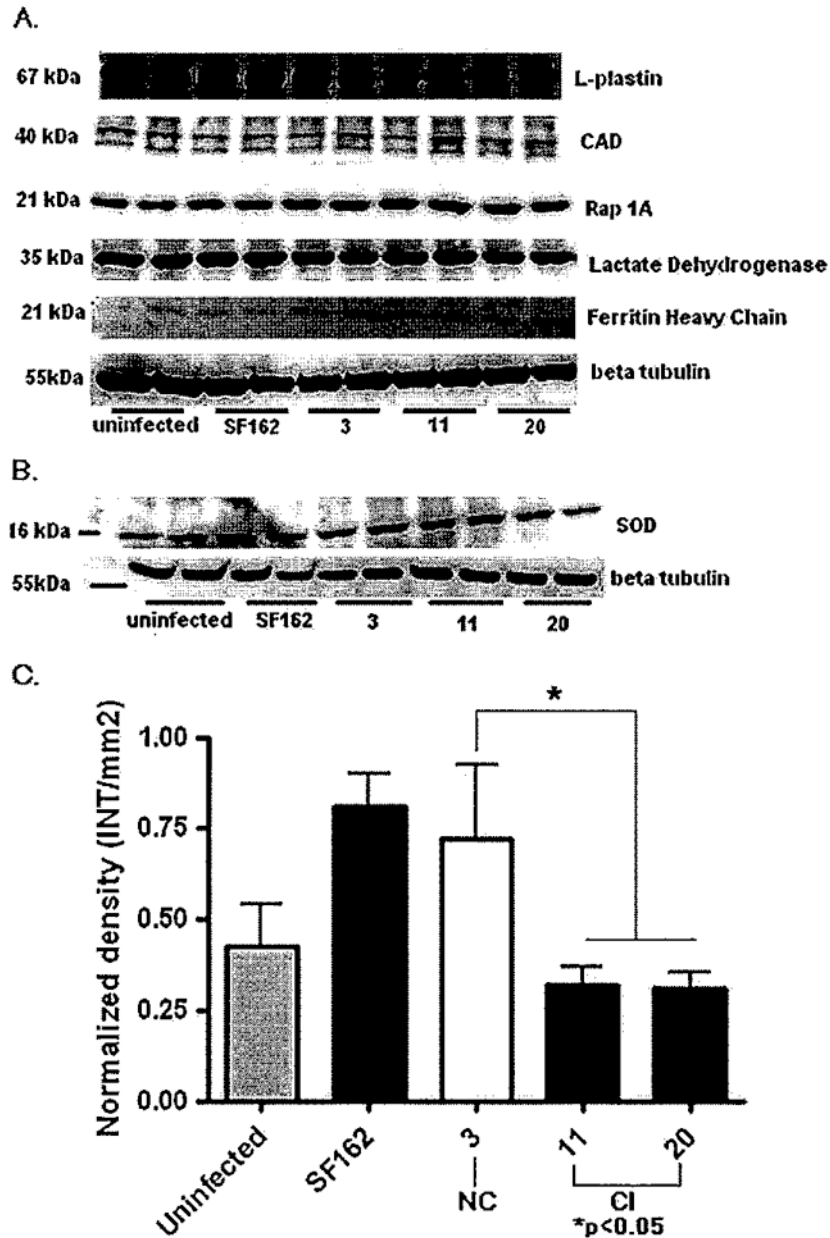 A.
67 kDa
L-plastin
40 kDa
CAD
21 kDa
Rap 1A
35 kDa
Lactate Dehydrogenase
21 kDa
Ferritin Heavy Chain
55kDa
beta tubulin
uninfected SF162 3 11 20
B.
16 kDa
SOD
55kDa
beta tubulin
uninfected SF162 3 11 20
C.
*
Normalized density (INT/mm2)
1.00
0.75
0.50
0.25
0.00
Uninfected SF162 3 11 20
NC CI
*p<0.05